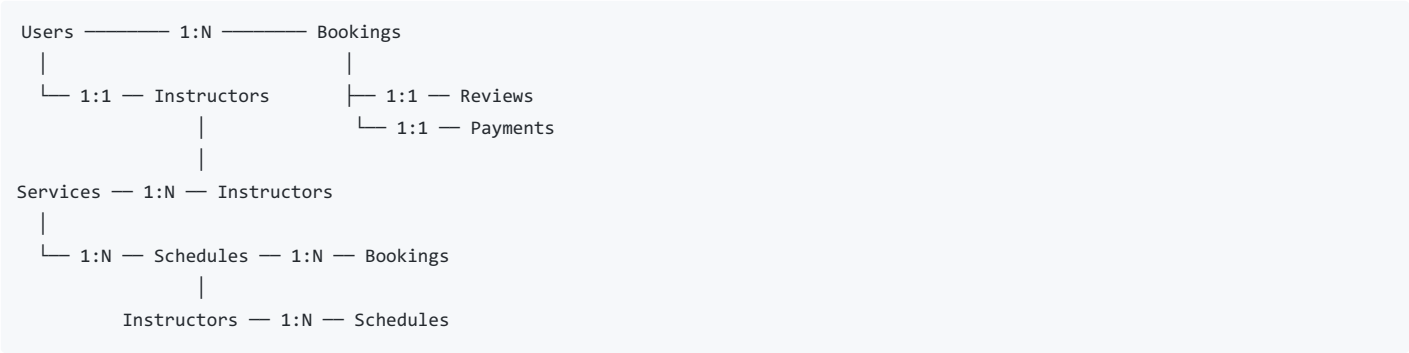 Users ──────── 1:N ──────── Bookings
  │                            │
  └── 1:1 ── Instructors       ├── 1:1 ── Reviews
                 │              └── 1:1 ── Payments
                 │
Services ── 1:N ── Instructors
  │
  └── 1:N ── Schedules ── 1:N ── Bookings
                 │
          Instructors ── 1:N ── Schedules